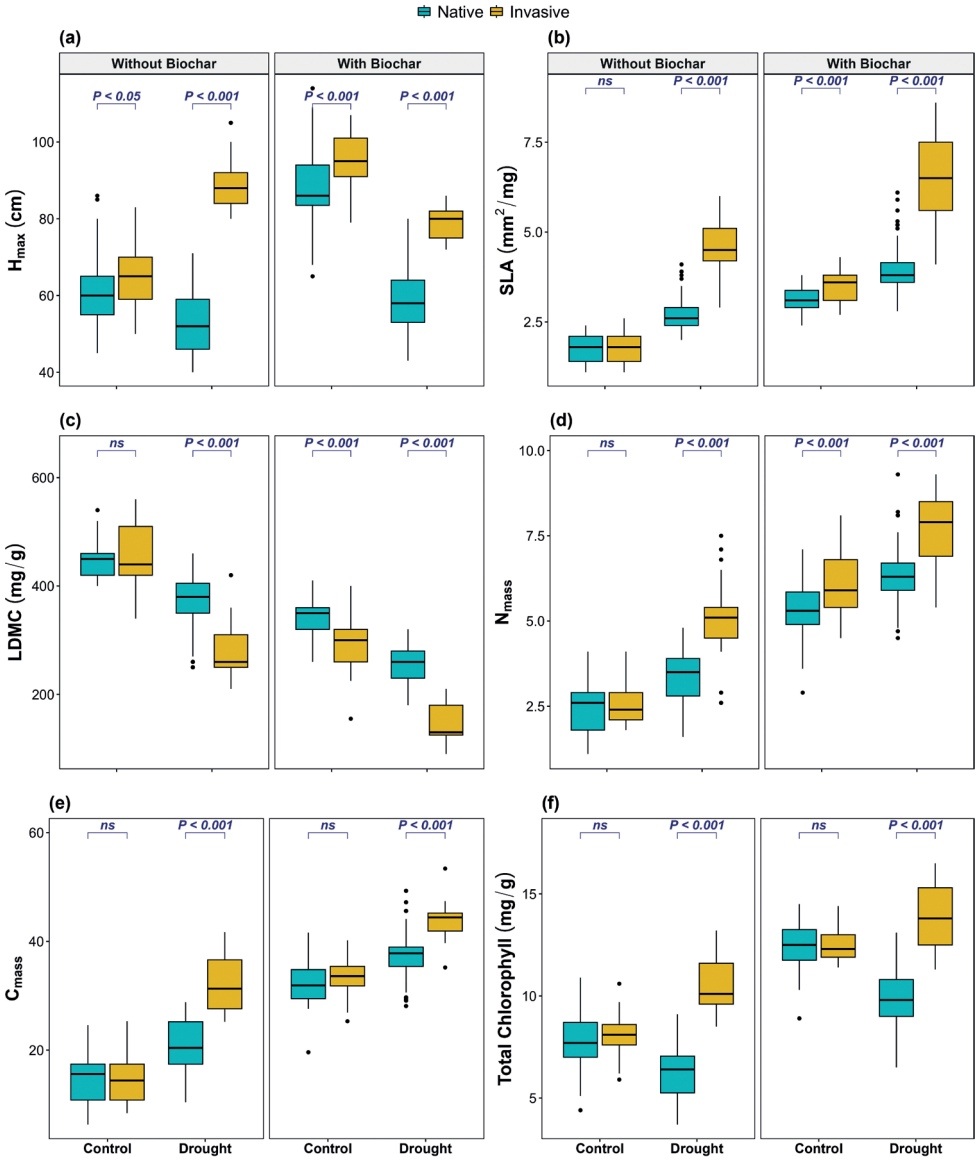 Native Invasive
(a) (b)
Without Biochar With Biochar Without Biochar With Biochar
P < 0.05 P < 0.001 P < 0.001 P < 0.001
ns P < 0.001 P < 0.001 P < 0.001
Hmax (cm)
100
80
60
40
SLA (mm²/mg)
7.5
5.0
2.5
(c) (d)
ns P < 0.001 P < 0.001 P < 0.001
ns P < 0.001 P < 0.001 P < 0.001
LDMC (mg/g)
600
400
200
Nmass
10.0
7.5
5.0
2.5
(e) (f)
ns P < 0.001 ns P < 0.001
ns P < 0.001 ns P < 0.001
Cmass
60
40
20
Total Chlorophyll (mg/g)
15
10
5
Control Drought Control Drought Control Drought Control Drought